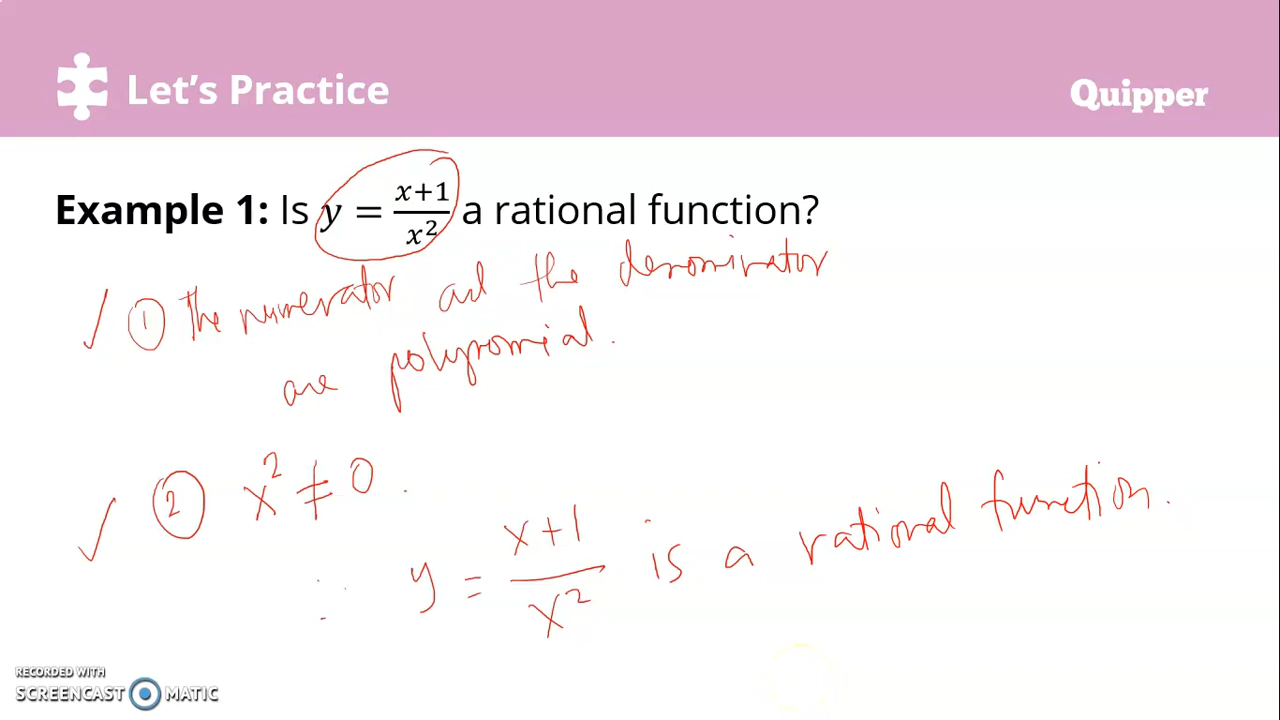 Let's Practice
Quipper
Example 1: Is y = x+1/x² a rational function?
✓ ① The numerator and the denominator
are polynomial.
✓ ② x² ≠ 0.
∴ y = x+1/x² is a rational function.
RECORDED WITH
SCREENCAST MATIC